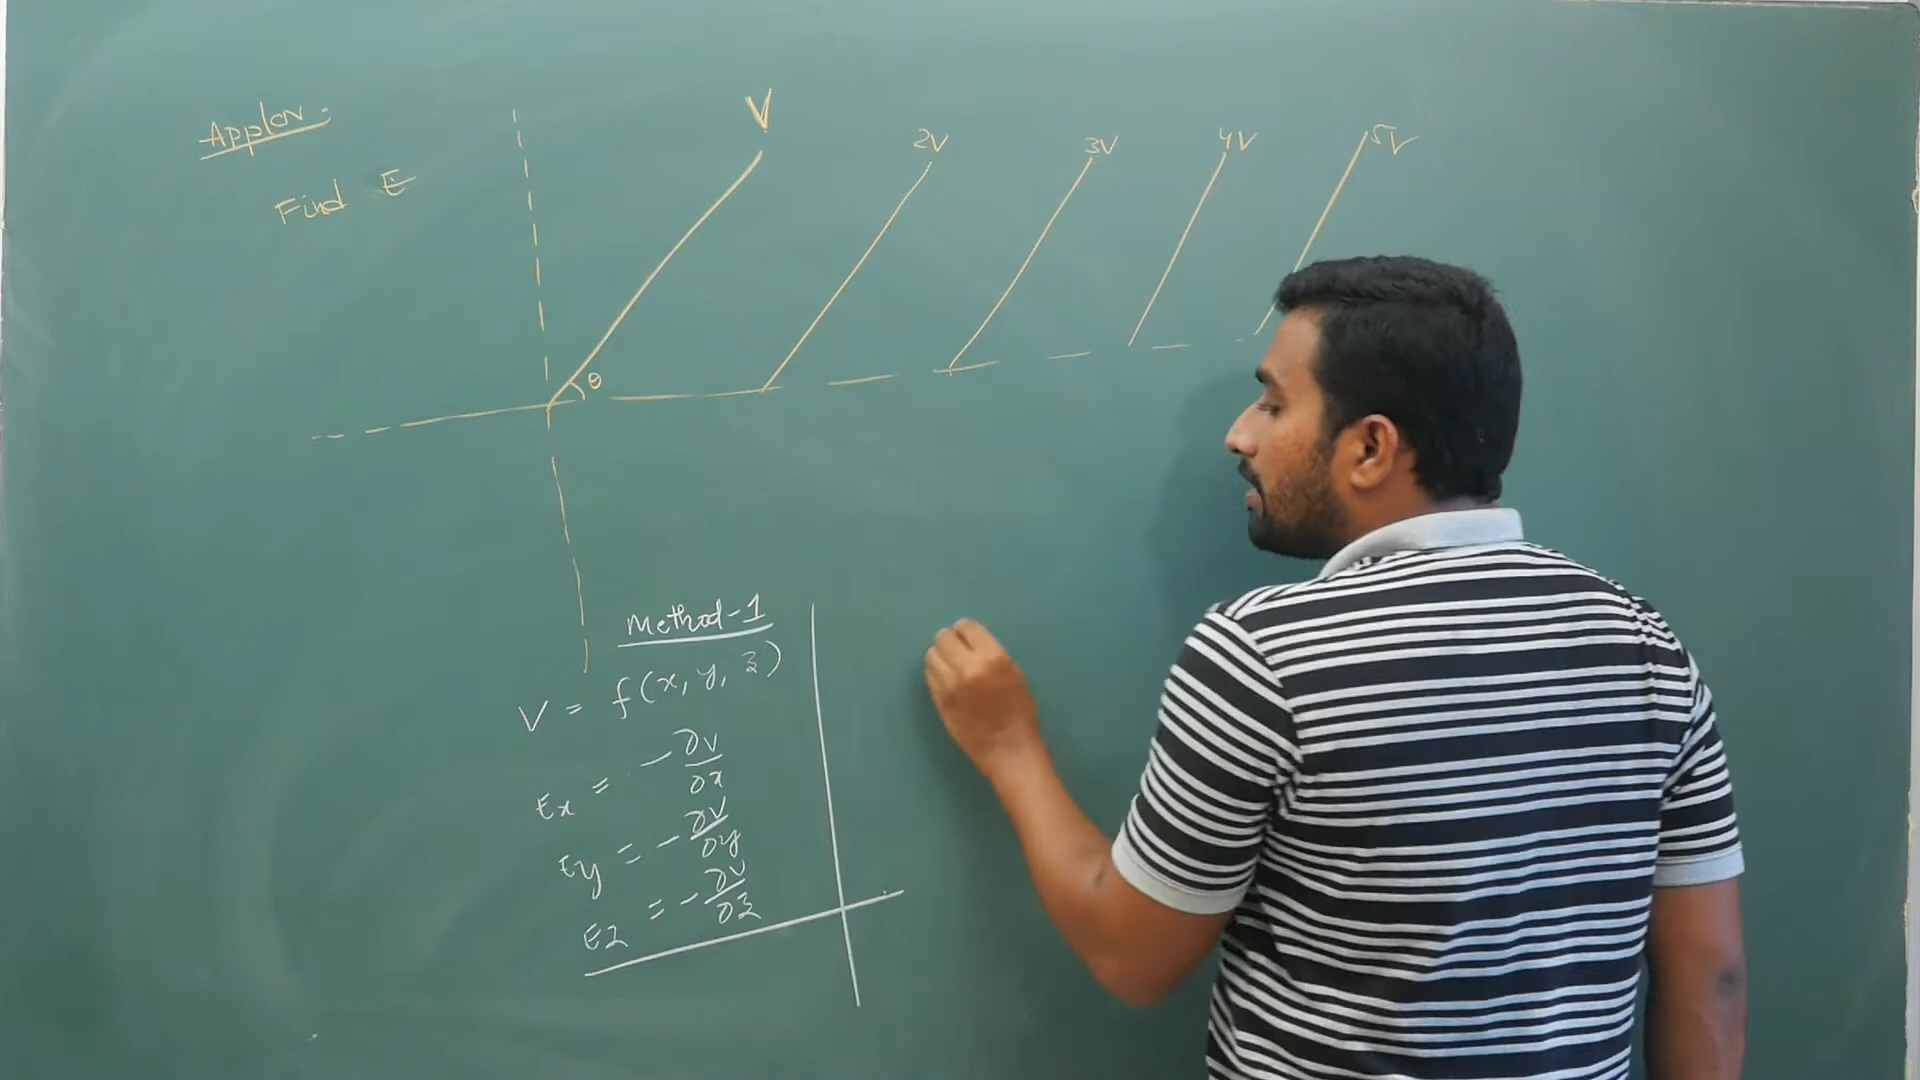 Applcn:
Find E
V
2V
3V
4V
5V
θ
Method-1
V = f(x, y, z)
Ex = -∂V/∂x
Ey = -∂V/∂y
Ez = -∂V/∂z